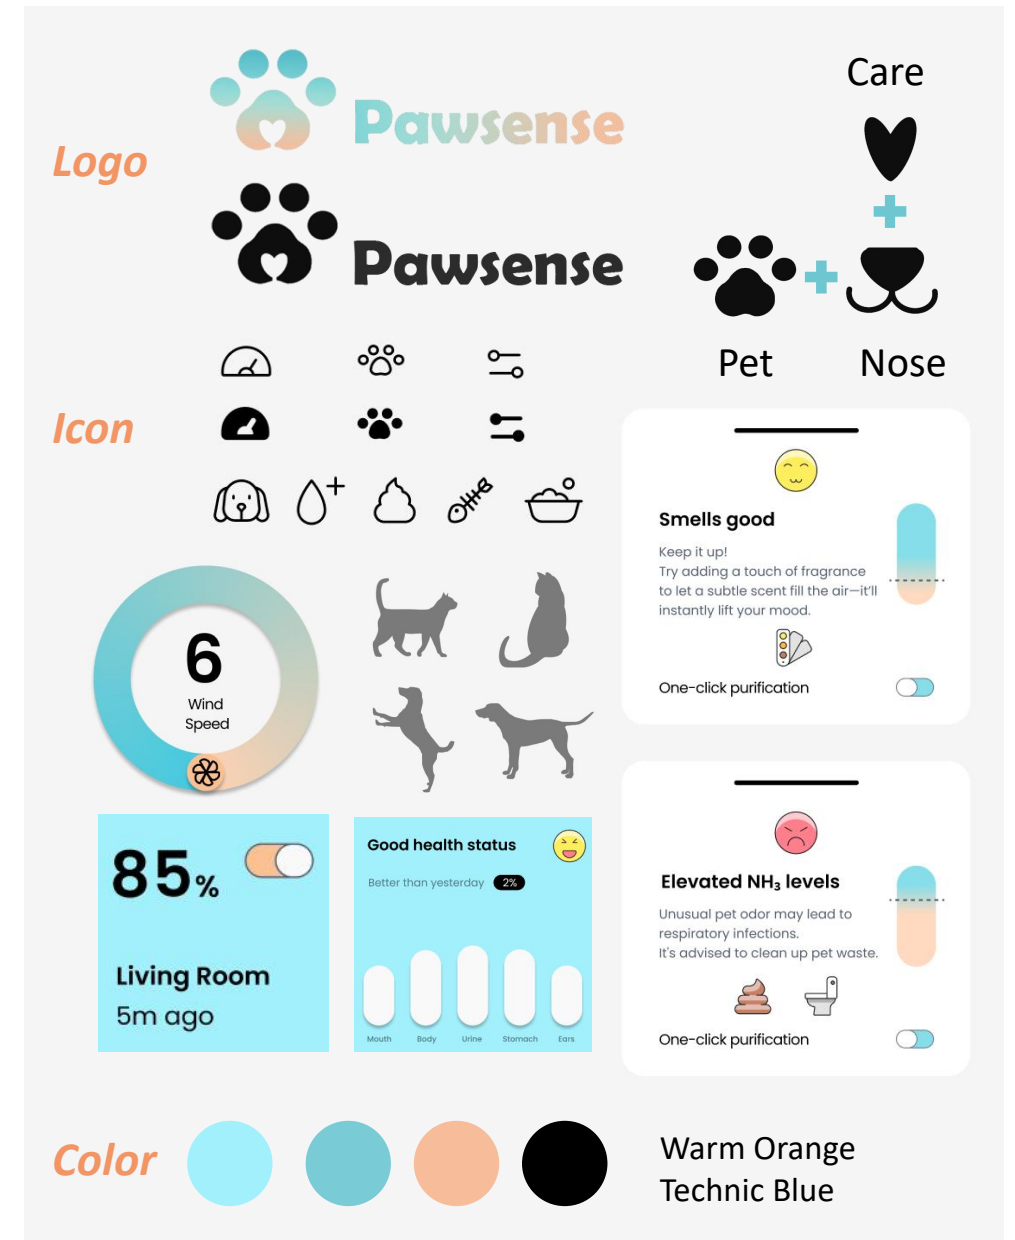 Logo
Pawsense
Pawsense
Care
Pet
Nose
Icon
6
Wind
Speed
85%
Living Room
5m ago
Good health status
Better than yesterday 2%
Mouth Body Urine Stomach Ears
Smells good
Keep it up!
Try adding a touch of fragrance
to let a subtle scent fill the air—it'll
instantly lift your mood.
One-click purification
Elevated NH₃ levels
Unusual pet odor may lead to
respiratory infections.
It's advised to clean up pet waste.
One-click purification
Color
Warm Orange
Technic Blue